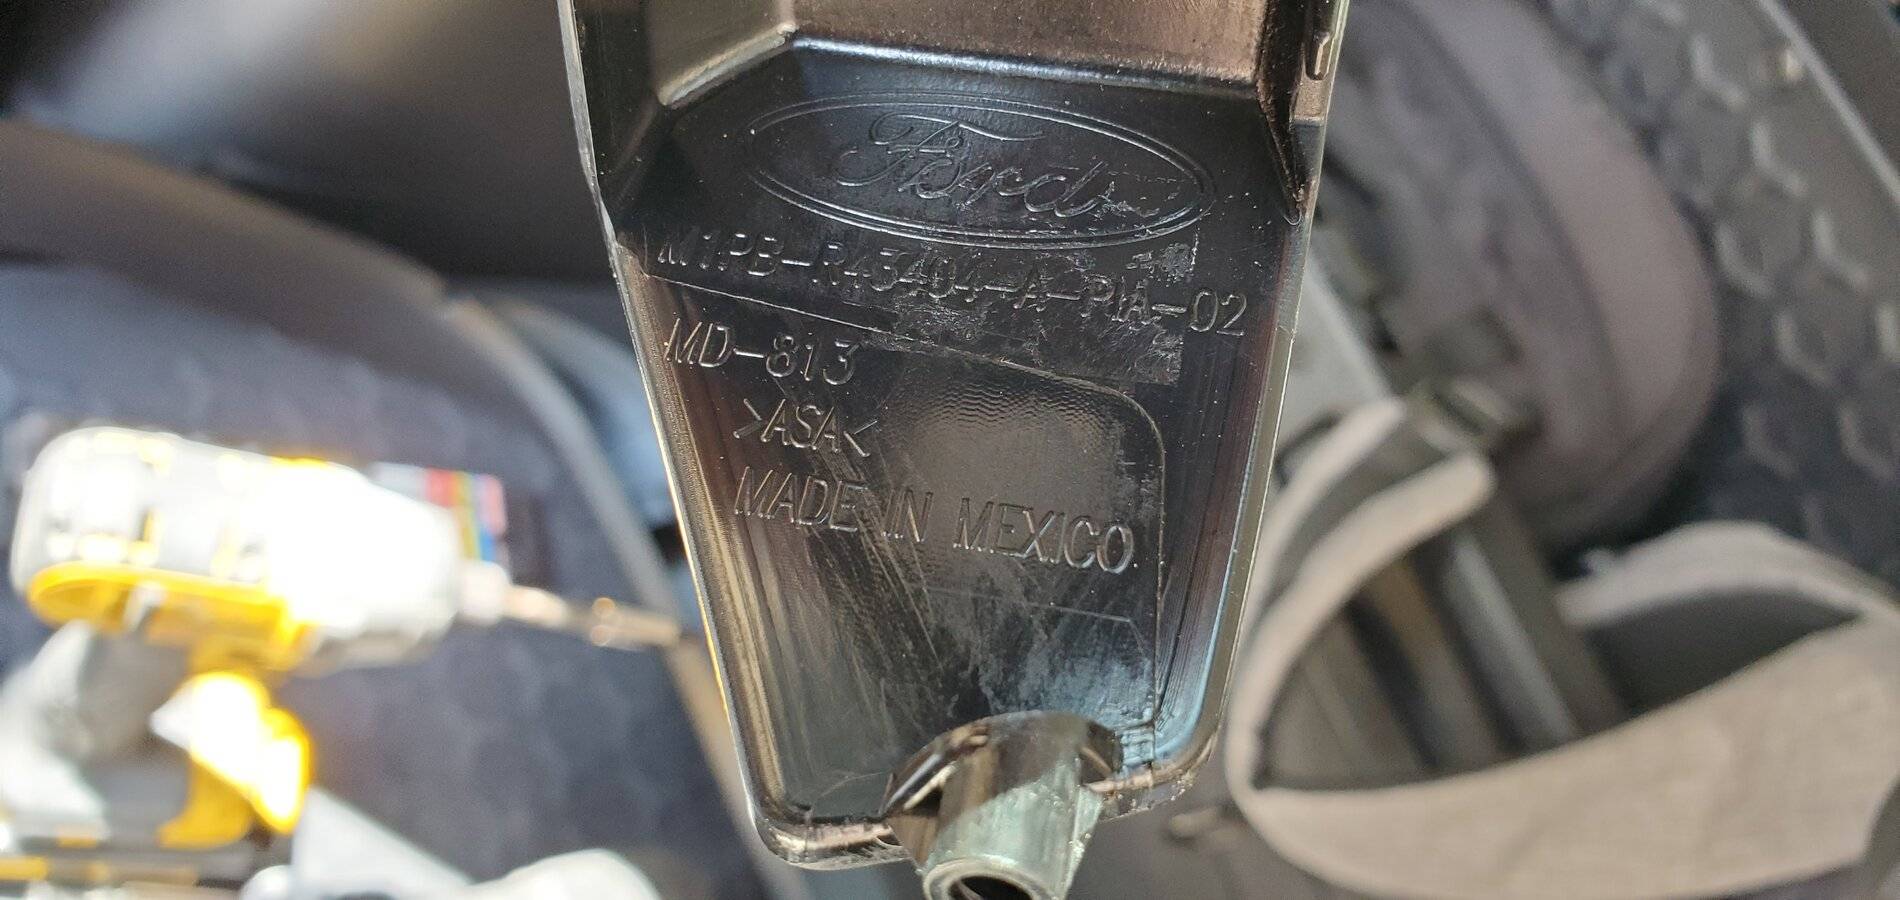 Ford
M1PB-R43404-A-PIA-02
MD-813
>ASA<
MADE IN MEXICO